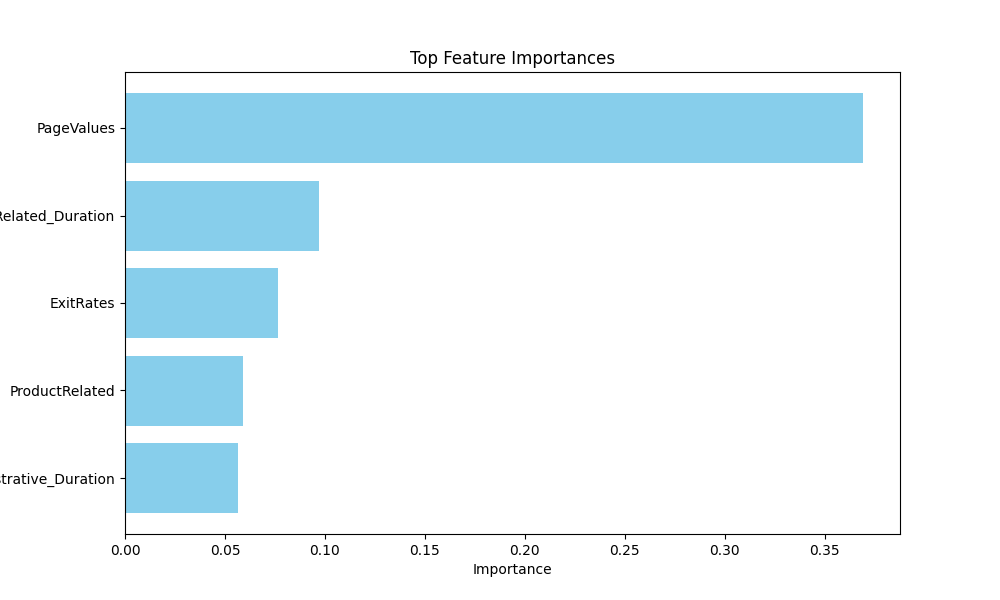 Top Feature Importances
PageValues
Related_Duration
ExitRates
ProductRelated
strative_Duration
0.00 0.05 0.10 0.15 0.20 0.25 0.30 0.35
Importance